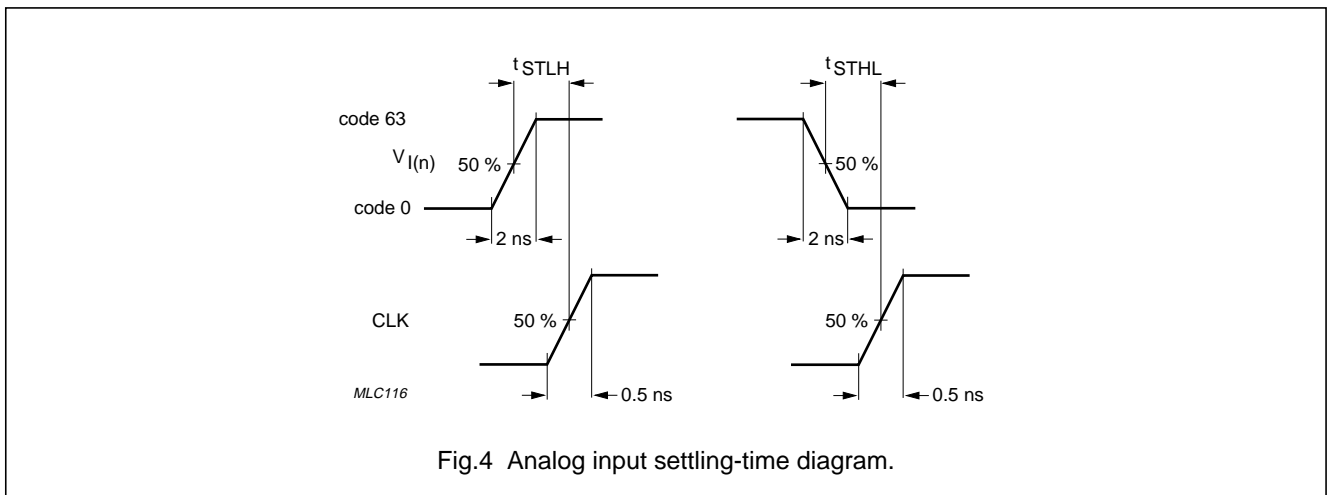 t STLH
t STHL
code 63
V I(n)
50 %
50 %
code 0
2 ns
2 ns
CLK
50 %
50 %
MLC116
0.5 ns
0.5 ns
Fig.4 Analog input settling-time diagram.